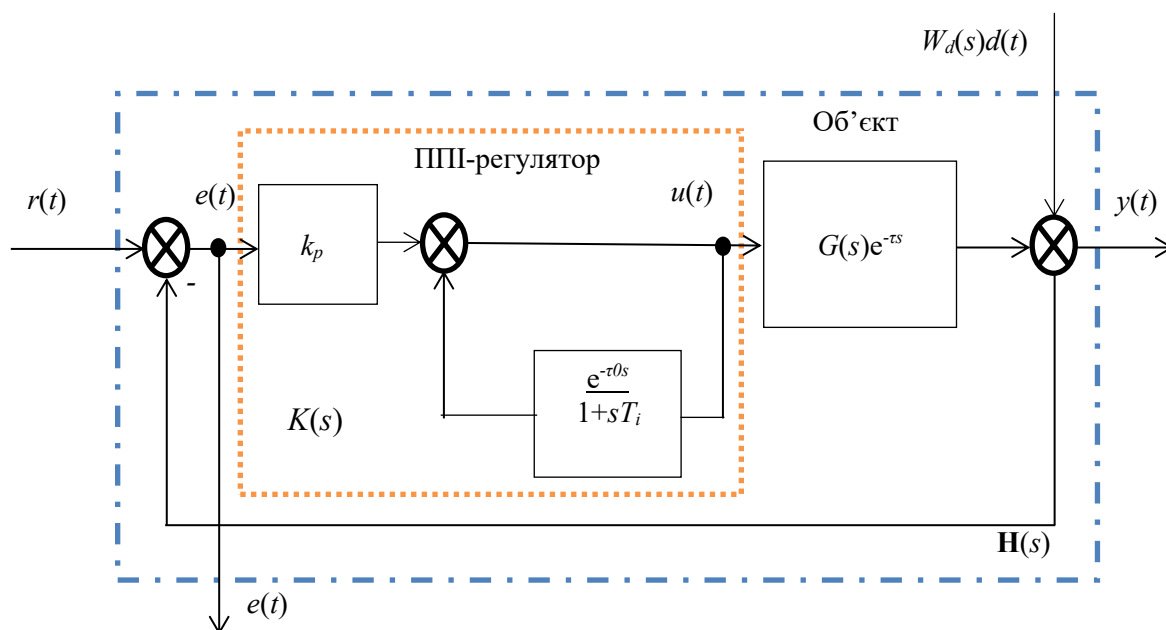 W_d(s)d(t)
Об’єкт
ППІ-регулятор
r(t)
e(t)
u(t)
y(t)
k_p
G(s)e^{-τs}
-
e^{-τ0s}
1+sT_i
K(s)
H(s)
e(t)